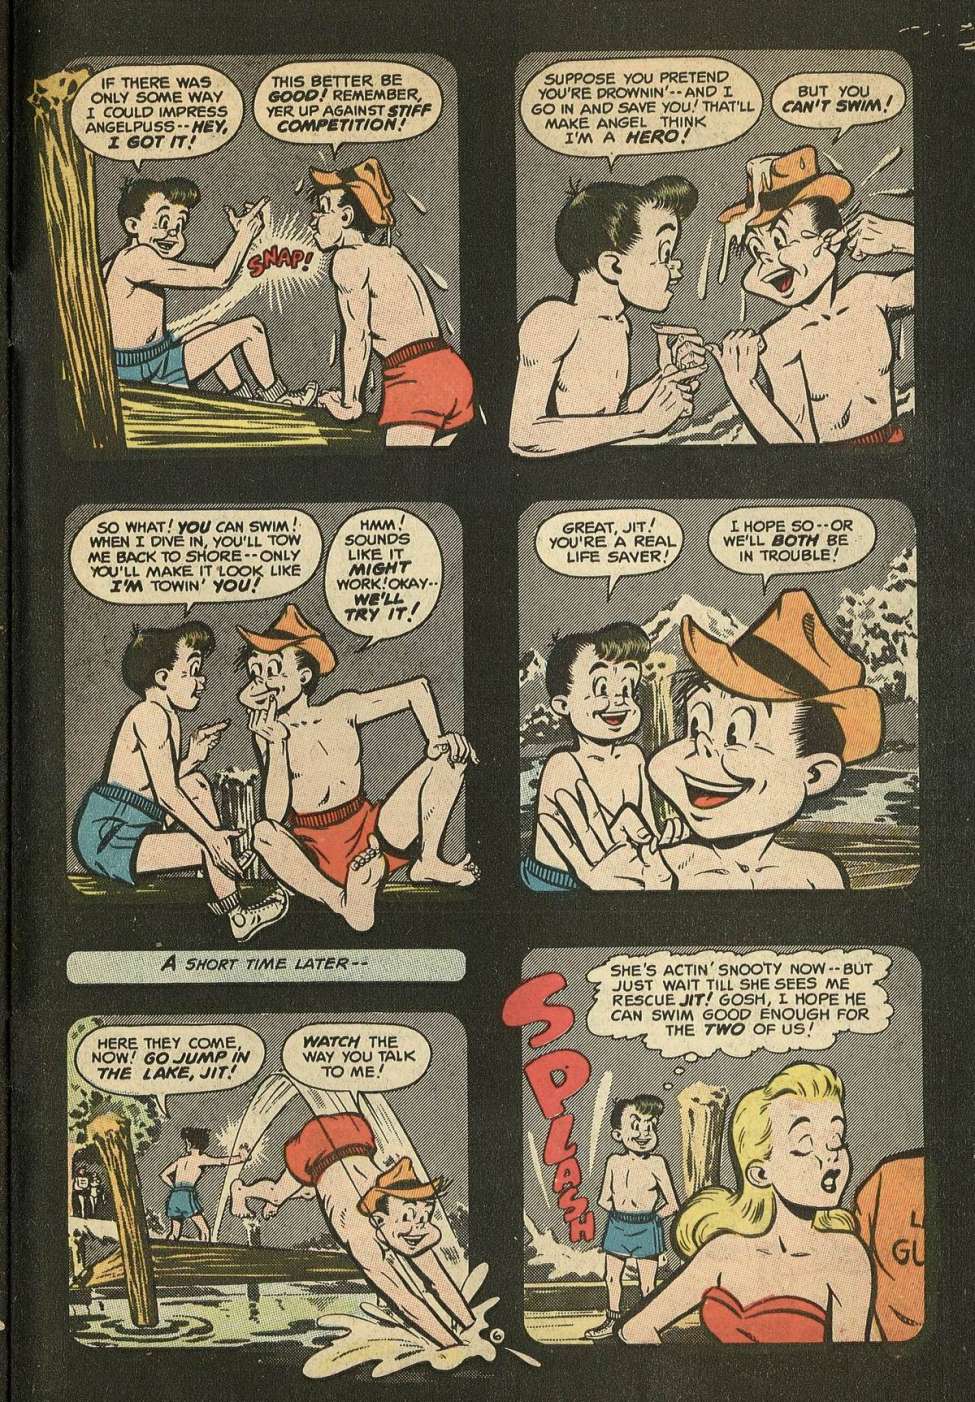 IF THERE WAS
ONLY SOME WAY
I COULD IMPRESS
ANGELPUSS--HEY,
I GOT IT!
THIS BETTER BE
GOOD! REMEMBER,
YER UP AGAINST STIFF
COMPETITION!
SNAP!
SUPPOSE YOU PRETEND
YOU'RE DROWNIN'--AND I
GO IN AND SAVE YOU! THAT'LL
MAKE ANGEL THINK
I'M A HERO!
BUT YOU
CAN'T SWIM!
SO WHAT! YOU CAN SWIM!
WHEN I DIVE IN, YOU'LL TOW
ME BACK TO SHORE--ONLY
YOU'LL MAKE IT LOOK LIKE
I'M TOWIN' YOU!
HMM!
SOUNDS
LIKE IT
MIGHT
WORK! OKAY--
WE'LL
TRY IT!
GREAT, JIT!
YOU'RE A REAL
LIFE SAVER!
I HOPE SO--OR
WE'LL BOTH BE
IN TROUBLE!
A SHORT TIME LATER--
HERE THEY COME,
NOW! GO JUMP IN
THE LAKE, JIT!
WATCH THE
WAY YOU TALK
TO ME!
6
SPLASH
SHE'S ACTIN' SNOOTY NOW--BUT
JUST WAIT TILL SHE SEES ME
RESCUE JIT! GOSH, I HOPE HE
CAN SWIM GOOD ENOUGH FOR
THE TWO OF US!
L
GU